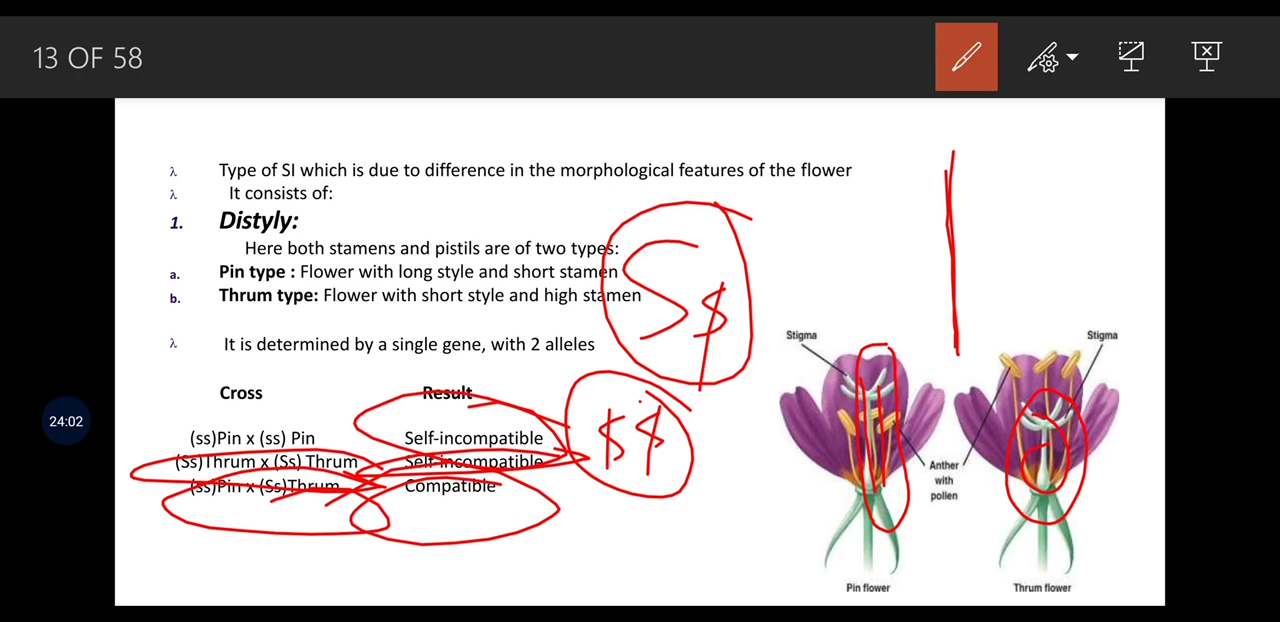 13 OF 58
λ Type of SI which is due to difference in the morphological features of the flower
λ It consists of:
1. Distyly:
Here both stamens and pistils are of two types:
a. Pin type : Flower with long style and short stamen
b. Thrum type: Flower with short style and high stamen
Ss
ss
λ It is determined by a single gene, with 2 alleles
Cross Result
(ss)Pin x (ss) Pin Self-incompatible
(Ss)Thrum x (Ss) Thrum Self-incompatible
(ss)Pin x (Ss)Thrum Compatible
24:02
Stigma Stigma
Anther
with
pollen
Pin flower Thrum flower